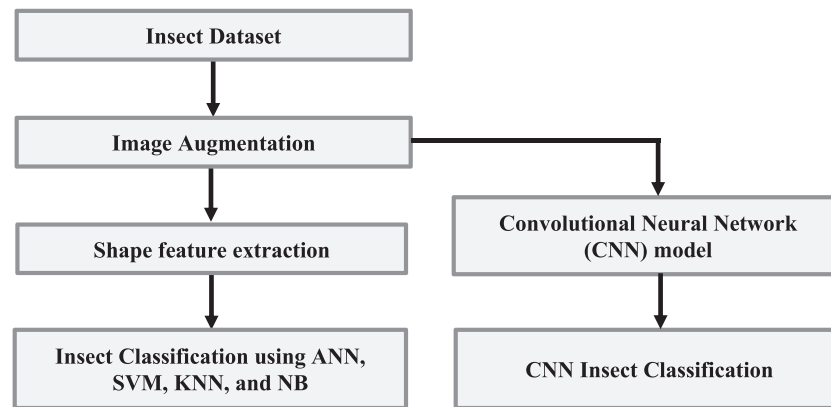 Insect Dataset
Image Augmentation
Shape feature extraction
Insect Classification using ANN,
SVM, KNN, and NB
Convolutional Neural Network
(CNN) model
CNN Insect Classification